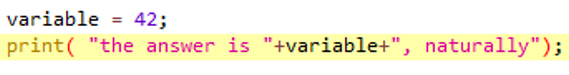 variable = 42;
print( "the answer is "+variable+", naturally");